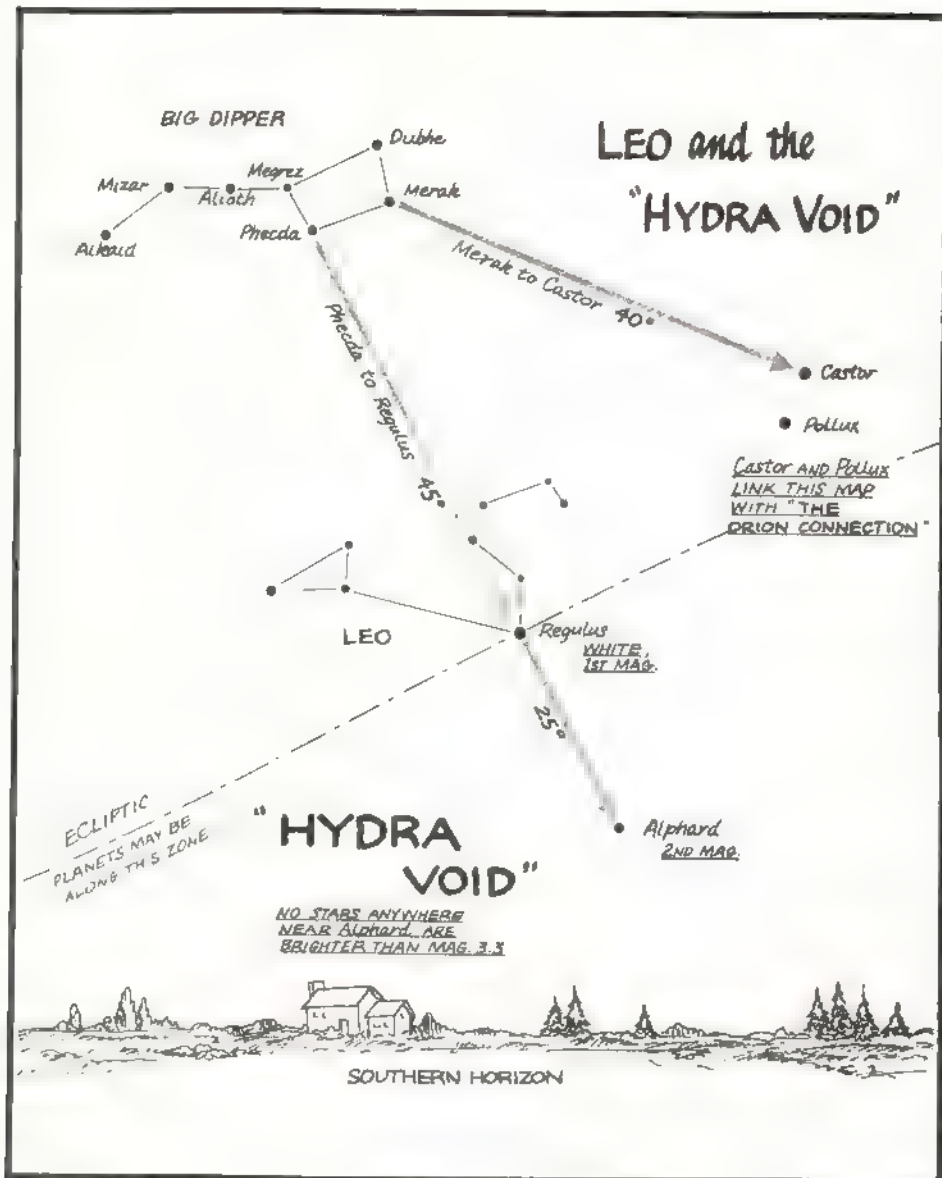 BIG DIPPER
LEO and the
"HYDRA VOID"
Dubhe
Mizar
Alioth
Megrez
Merak
Alkaid
Phecda
Merak to Castor 40°
Phecda to Regulus 45°
Castor
Pollux
Castor AND Pollux
LINK THIS MAP
WITH "THE
ORION CONNECTION"
LEO
Regulus
WHITE,
1ST MAG.
25°
ECLIPTIC
PLANETS MAY BE
ALONG TH S ZONE
"HYDRA
VOID"
Alphard
2ND MAG.
NO STARS ANYWHERE
NEAR Alphard ARE
BRIGHTER THAN MAG. 3.3
SOUTHERN HORIZON